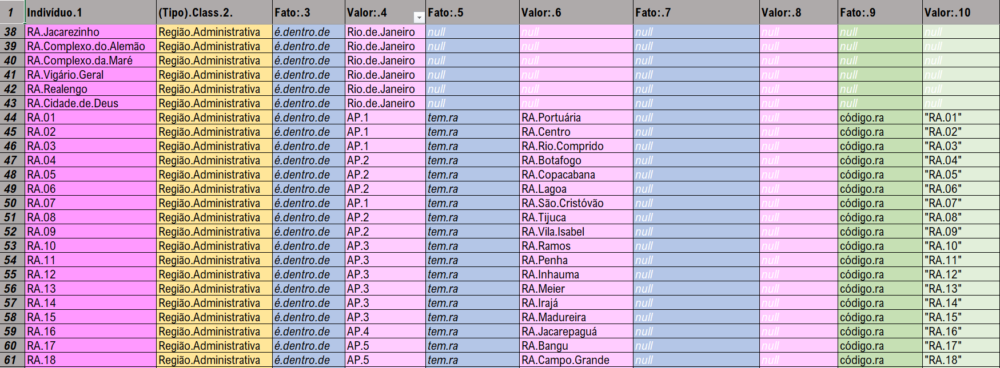 1 Indivíduo.1 (Tipo).Class.2. Fato:.3 Valor:.4 Fato:.5 Valor:.6 Fato:.7 Valor:.8 Fato:.9 Valor:.10
38 RA.Jacarezinho Região.Administrativa é.dentro.de Rio.de.Janeiro null null null null null null
39 RA.Complexo.do.Alemão Região.Administrativa é.dentro.de Rio.de.Janeiro null null null null null null
40 RA.Complexo.da.Maré Região.Administrativa é.dentro.de Rio.de.Janeiro null null null null null null
41 RA.Vigário.Geral Região.Administrativa é.dentro.de Rio.de.Janeiro null null null null null null
42 RA.Realengo Região.Administrativa é.dentro.de Rio.de.Janeiro null null null null null null
43 RA.Cidade.de.Deus Região.Administrativa é.dentro.de Rio.de.Janeiro null null null null null null
44 RA.01 Região.Administrativa é.dentro.de AP.1 tem.ra RA.Portuária null null código.ra "RA.01"
45 RA.02 Região.Administrativa é.dentro.de AP.1 tem.ra RA.Centro null null código.ra "RA.02"
46 RA.03 Região.Administrativa é.dentro.de AP.1 tem.ra RA.Rio.Comprido null null código.ra "RA.03"
47 RA.04 Região.Administrativa é.dentro.de AP.2 tem.ra RA.Botafogo null null código.ra "RA.04"
48 RA.05 Região.Administrativa é.dentro.de AP.2 tem.ra RA.Copacabana null null código.ra "RA.05"
49 RA.06 Região.Administrativa é.dentro.de AP.2 tem.ra RA.Lagoa null null código.ra "RA.06"
50 RA.07 Região.Administrativa é.dentro.de AP.1 tem.ra RA.São.Cristóvão null null código.ra "RA.07"
51 RA.08 Região.Administrativa é.dentro.de AP.2 tem.ra RA.Tijuca null null código.ra "RA.08"
52 RA.09 Região.Administrativa é.dentro.de AP.2 tem.ra RA.Vila.Isabel null null código.ra "RA.09"
53 RA.10 Região.Administrativa é.dentro.de AP.3 tem.ra RA.Ramos null null código.ra "RA.10"
54 RA.11 Região.Administrativa é.dentro.de AP.3 tem.ra RA.Penha null null código.ra "RA.11"
55 RA.12 Região.Administrativa é.dentro.de AP.3 tem.ra RA.Inhauma null null código.ra "RA.12"
56 RA.13 Região.Administrativa é.dentro.de AP.3 tem.ra RA.Meier null null código.ra "RA.13"
57 RA.14 Região.Administrativa é.dentro.de AP.3 tem.ra RA.Irajá null null código.ra "RA.14"
58 RA.15 Região.Administrativa é.dentro.de AP.3 tem.ra RA.Madureira null null código.ra "RA.15"
59 RA.16 Região.Administrativa é.dentro.de AP.4 tem.ra RA.Jacarepaguá null null código.ra "RA.16"
60 RA.17 Região.Administrativa é.dentro.de AP.5 tem.ra RA.Bangu null null código.ra "RA.17"
61 RA.18 Região.Administrativa é.dentro.de AP.5 tem.ra RA.Campo.Grande null null código.ra "RA.18"